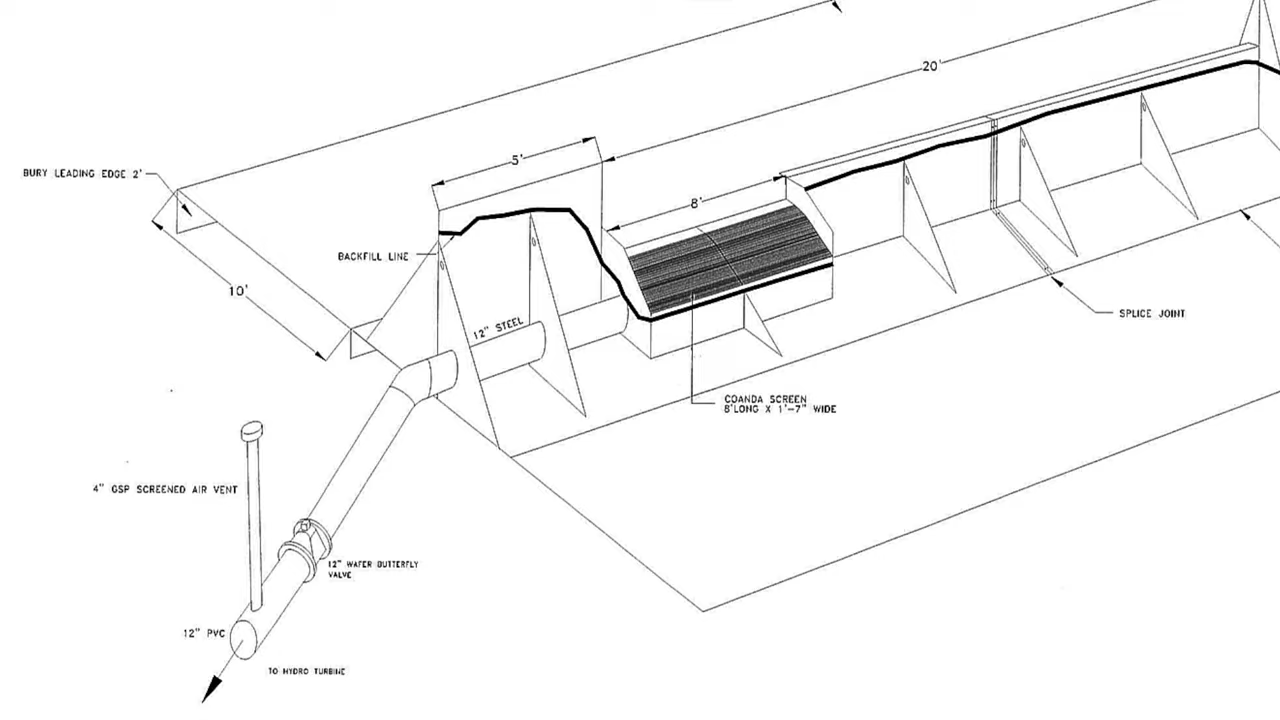 20'
5'
BURY LEADING EDGE 2'
8'
BACKFILL LINE
10'
SPLICE JOINT
12" STEEL
COANDA SCREEN
8'LONG X 1'-7" WIDE
4" GSP SCREENED AIR VENT
12" WAFER BUTTERFLY
VALVE
12" PVC
TO HYDRO TURBINE